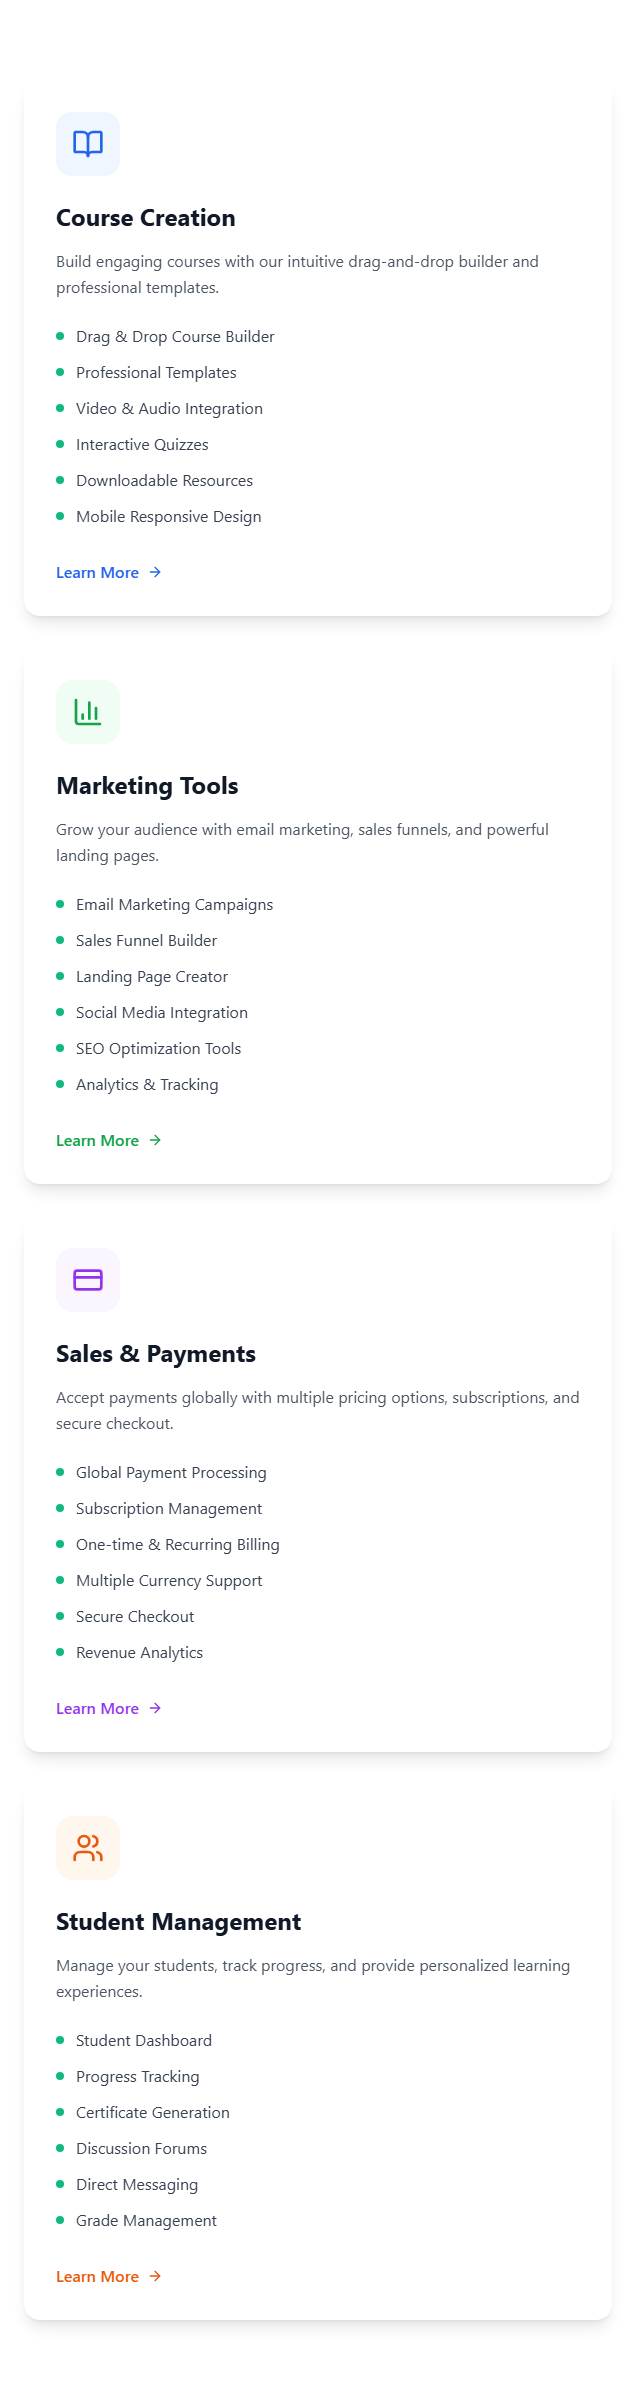 Course Creation
Build engaging courses with our intuitive drag-and-drop builder and
professional templates.
Drag & Drop Course Builder
Professional Templates
Video & Audio Integration
Interactive Quizzes
Downloadable Resources
Mobile Responsive Design
Learn More
Marketing Tools
Grow your audience with email marketing, sales funnels, and powerful
landing pages.
Email Marketing Campaigns
Sales Funnel Builder
Landing Page Creator
Social Media Integration
SEO Optimization Tools
Analytics & Tracking
Learn More
Sales & Payments
Accept payments globally with multiple pricing options, subscriptions, and
secure checkout.
Global Payment Processing
Subscription Management
One-time & Recurring Billing
Multiple Currency Support
Secure Checkout
Revenue Analytics
Learn More
Student Management
Manage your students, track progress, and provide personalized learning
experiences.
Student Dashboard
Progress Tracking
Certificate Generation
Discussion Forums
Direct Messaging
Grade Management
Learn More